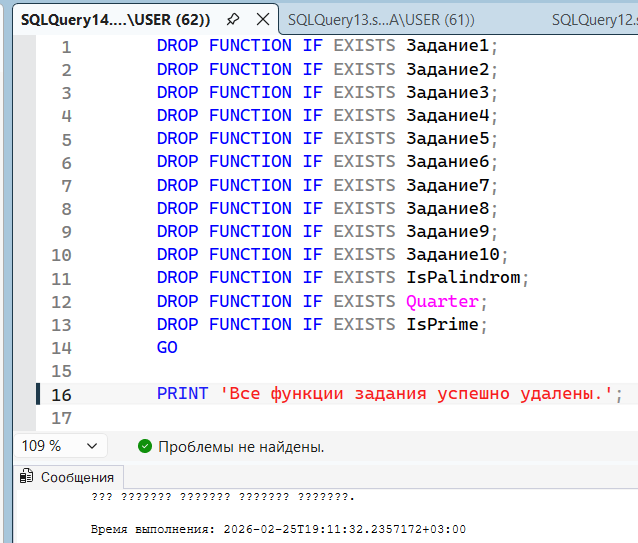 SQLQuery14....\USER (62)) SQLQuery13.s...A\USER (61)) SQLQuery12.s
1 DROP FUNCTION IF EXISTS Задание1;
2 DROP FUNCTION IF EXISTS Задание2;
3 DROP FUNCTION IF EXISTS Задание3;
4 DROP FUNCTION IF EXISTS Задание4;
5 DROP FUNCTION IF EXISTS Задание5;
6 DROP FUNCTION IF EXISTS Задание6;
7 DROP FUNCTION IF EXISTS Задание7;
8 DROP FUNCTION IF EXISTS Задание8;
9 DROP FUNCTION IF EXISTS Задание9;
10 DROP FUNCTION IF EXISTS Задание10;
11 DROP FUNCTION IF EXISTS IsPalindrom;
12 DROP FUNCTION IF EXISTS Quarter;
13 DROP FUNCTION IF EXISTS IsPrime;
14 GO
15
16 PRINT 'Все функции задания успешно удалены.';
17
109 % Проблемы не найдены.
Сообщения
??? ??????? ??????? ??????? ???????.
Время выполнения: 2026-02-25T19:11:32.2357172+03:00